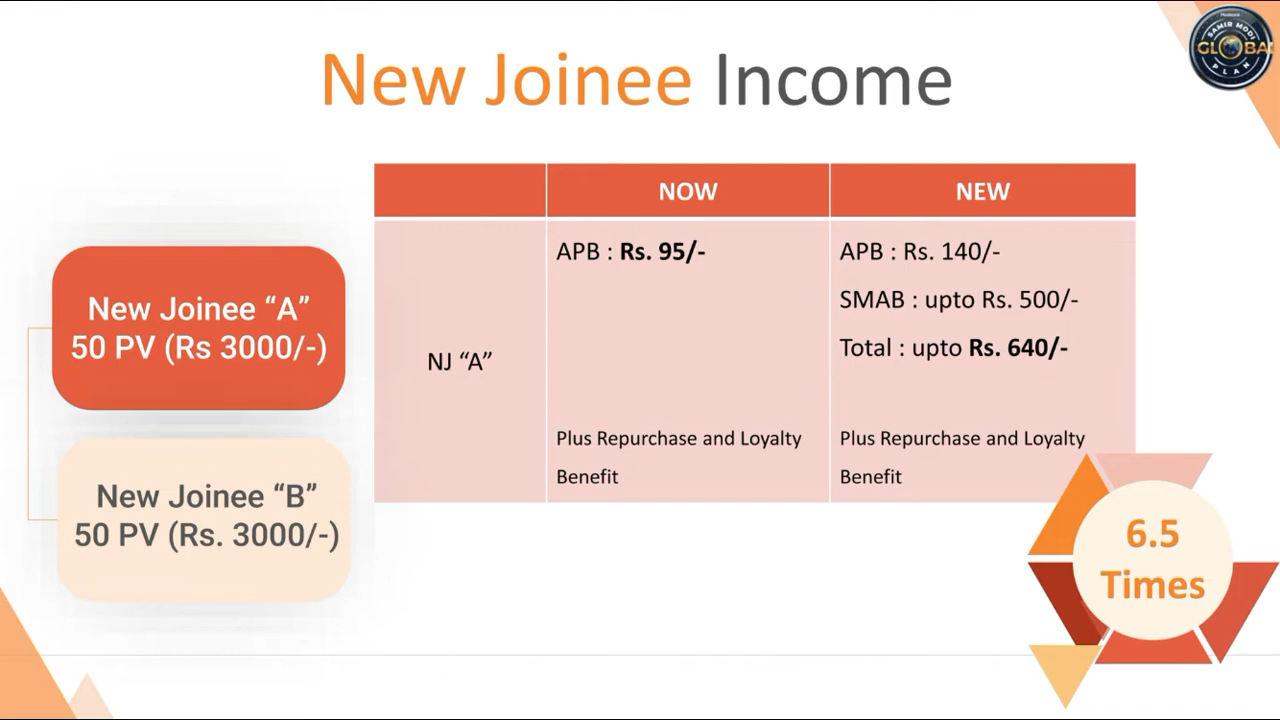 New Joinee Income
SAMIR MODI
GLOBAL
PLAN
NOW
NEW
New Joinee “A”
50 PV (Rs 3000/-)
New Joinee “B”
50 PV (Rs. 3000/-)
NJ “A”
APB : Rs. 95/-
Plus Repurchase and Loyalty
Benefit
APB : Rs. 140/-
SMAB : upto Rs. 500/-
Total : upto Rs. 640/-
Plus Repurchase and Loyalty
Benefit
6.5
Times